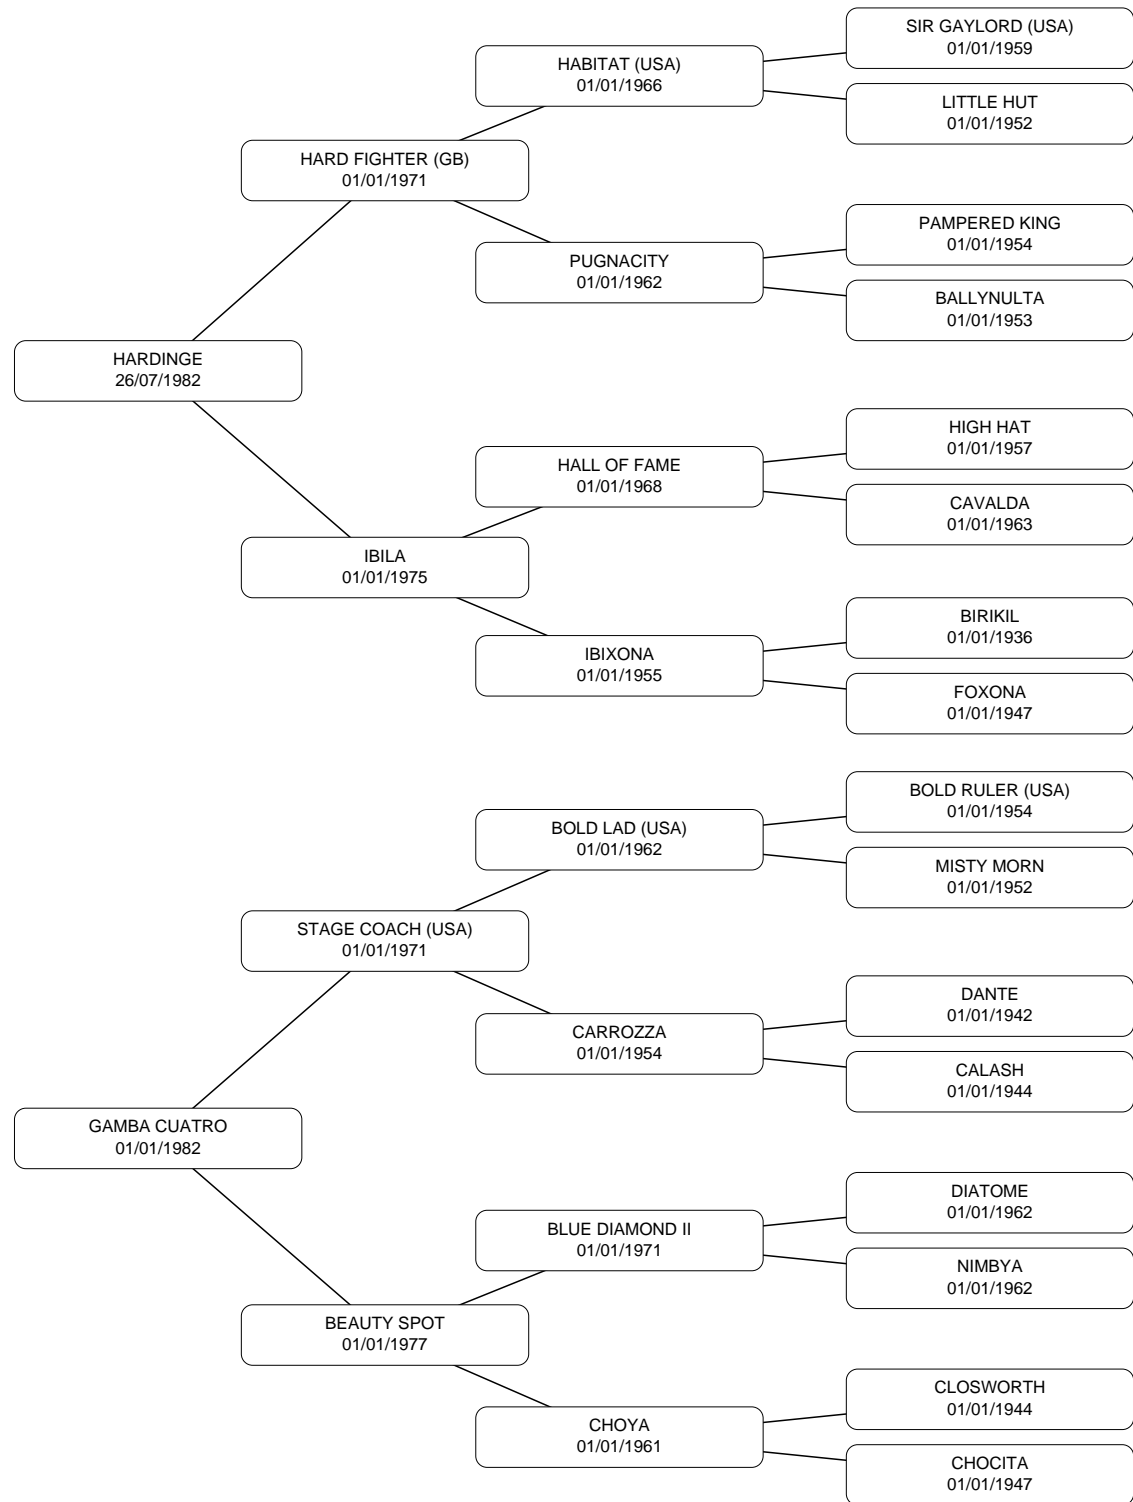 SIR GAYLORD (USA)
01/01/1959
HABITAT (USA)
01/01/1966
LITTLE HUT
01/01/1952
HARD FIGHTER (GB)
01/01/1971
PAMPERED KING
01/01/1954
PUGNACITY
01/01/1962
BALLYNULTA
01/01/1953
HARDINGE
26/07/1982
HIGH HAT
01/01/1957
HALL OF FAME
01/01/1968
CAVALDA
01/01/1963
IBILA
01/01/1975
BIRIKIL
01/01/1936
IBIXONA
01/01/1955
FOXONA
01/01/1947
BOLD RULER (USA)
01/01/1954
BOLD LAD (USA)
01/01/1962
MISTY MORN
01/01/1952
STAGE COACH (USA)
01/01/1971
DANTE
01/01/1942
CARROZZA
01/01/1954
CALASH
01/01/1944
GAMBA CUATRO
01/01/1982
DIATOME
01/01/1962
BLUE DIAMOND II
01/01/1971
NIMBYA
01/01/1962
BEAUTY SPOT
01/01/1977
CLOSWORTH
01/01/1944
CHOYA
01/01/1961
CHOCITA
01/01/1947